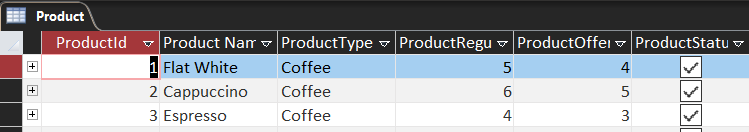 Product
ProductId Product Nam ProductType ProductRegu ProductOffer ProductStatu
1 Flat White Coffee 5 4
2 Cappuccino Coffee 6 5
3 Espresso Coffee 4 3